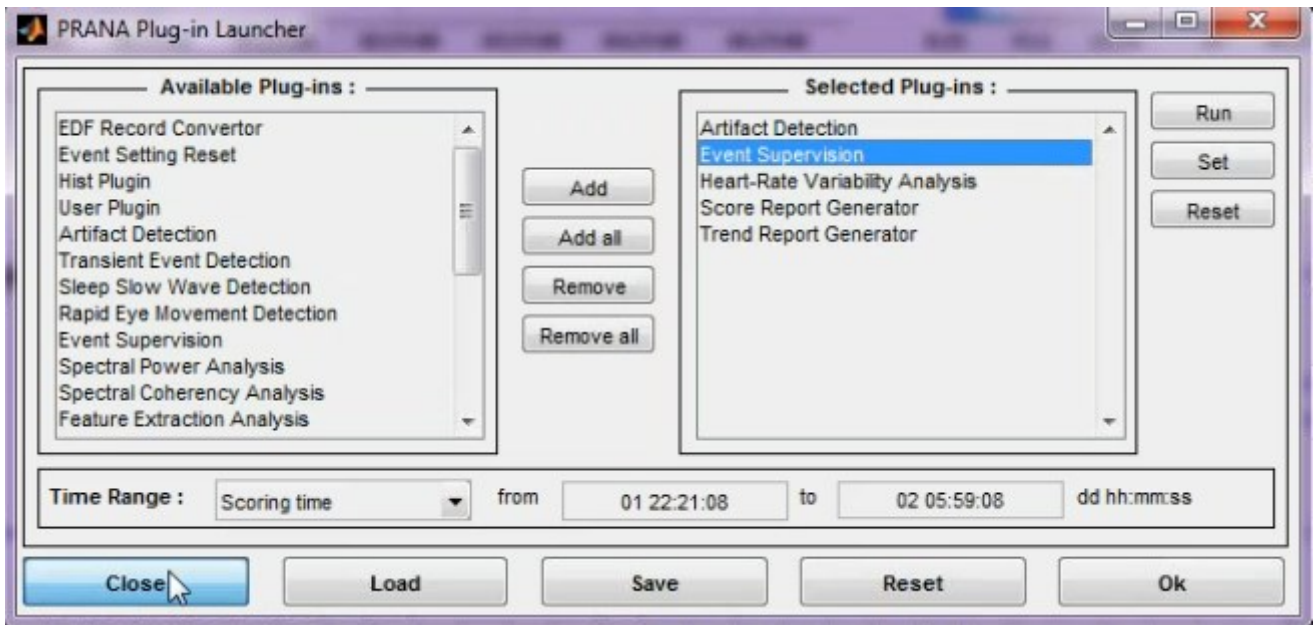 PRANA Plug-in Launcher
Available Plug-ins :
EDF Record Convertor
Event Setting Reset
Hist Plugin
User Plugin
Artifact Detection
Transient Event Detection
Sleep Slow Wave Detection
Rapid Eye Movement Detection
Event Supervision
Spectral Power Analysis
Spectral Coherency Analysis
Feature Extraction Analysis
Add
Add all
Remove
Remove all
Selected Plug-ins :
Artifact Detection
Event Supervision
Heart-Rate Variability Analysis
Score Report Generator
Trend Report Generator
Run
Set
Reset
Time Range : Scoring time from 01 22:21:08 to 02 05:59:08 dd hh:mm:ss
Close Load Save Reset Ok